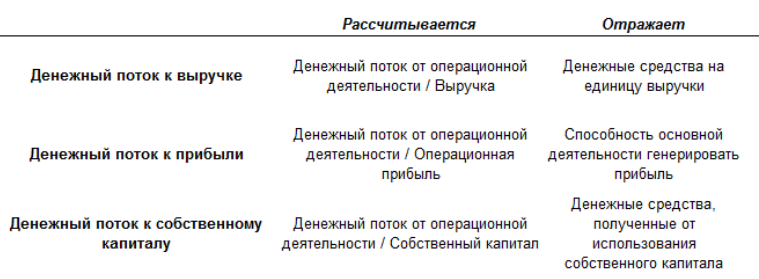 Рассчитывается Отражает
Денежный поток к выручке
Денежный поток от операционной
деятельности / Выручка
Денежные средства на
единицу выручки
Денежный поток к прибыли
Денежный поток от операционной
деятельности / Операционная
прибыль
Способность основной
деятельности генерировать
прибыль
Денежный поток к собственному
капиталу
Денежный поток от операционной
деятельности / Собственный капитал
Денежные средства,
полученные от
использования
собственного капитала